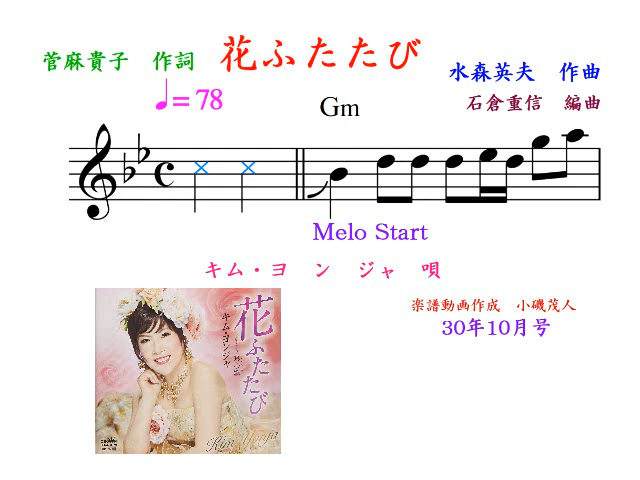 花ふたたび
菅麻貴子 作詞
水森英夫 作曲
♩=78
石倉重信 編曲
Gm
Melo Start
キム・ヨ ン ジャ 唄
楽譜動画作成 小磯茂人
30年10月号
花ふたたび
キム・ヨンジャ